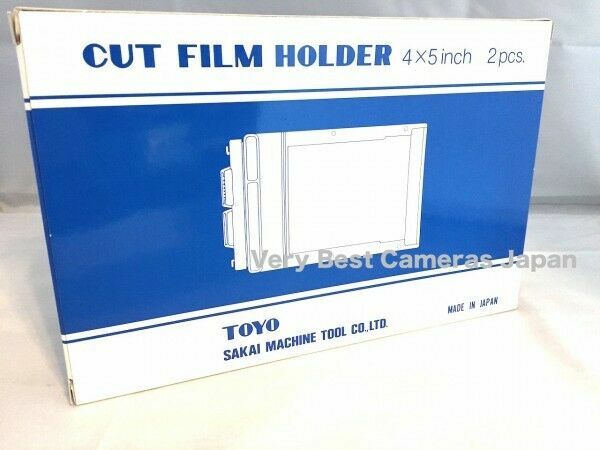 CUT FILM HOLDER 4×5 inch 2 pcs.
Very Best Cameras Japan
TOYO
SAKAI MACHINE TOOL CO.,LTD.
MADE IN JAPAN